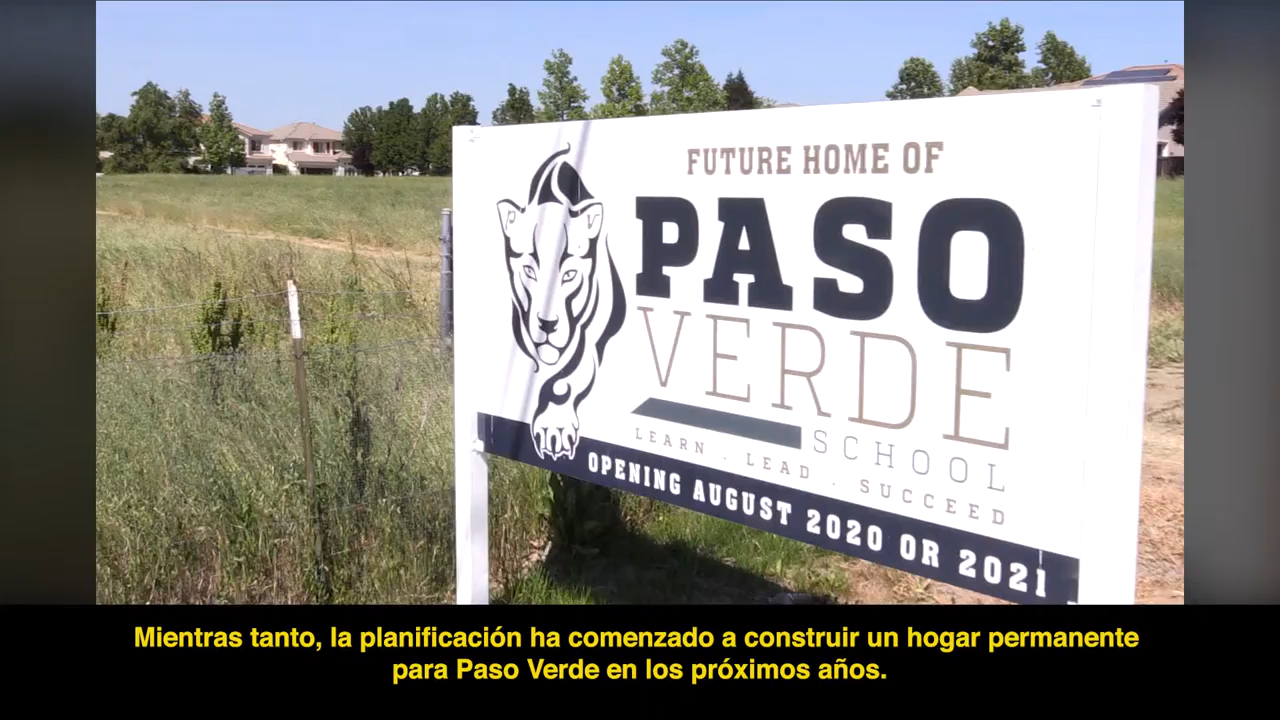 FUTURE HOME OF
PASO
VERDE
SCHOOL
LEARN . LEAD . SUCCEED
OPENING AUGUST 2020 OR 2021
Mientras tanto, la planificación ha comenzado a construir un hogar permanente
para Paso Verde en los próximos años.